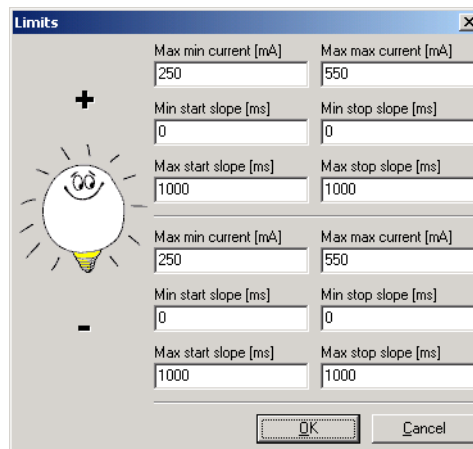 Limits
Max min current [mA] Max max current [mA]
250 550
+
Min start slope [ms] Min stop slope [ms]
0 0
Max start slope [ms] Max stop slope [ms]
1000 1000
Max min current [mA] Max max current [mA]
250 550
Min start slope [ms] Min stop slope [ms]
0 0
-
Max start slope [ms] Max stop slope [ms]
1000 1000
OK Cancel